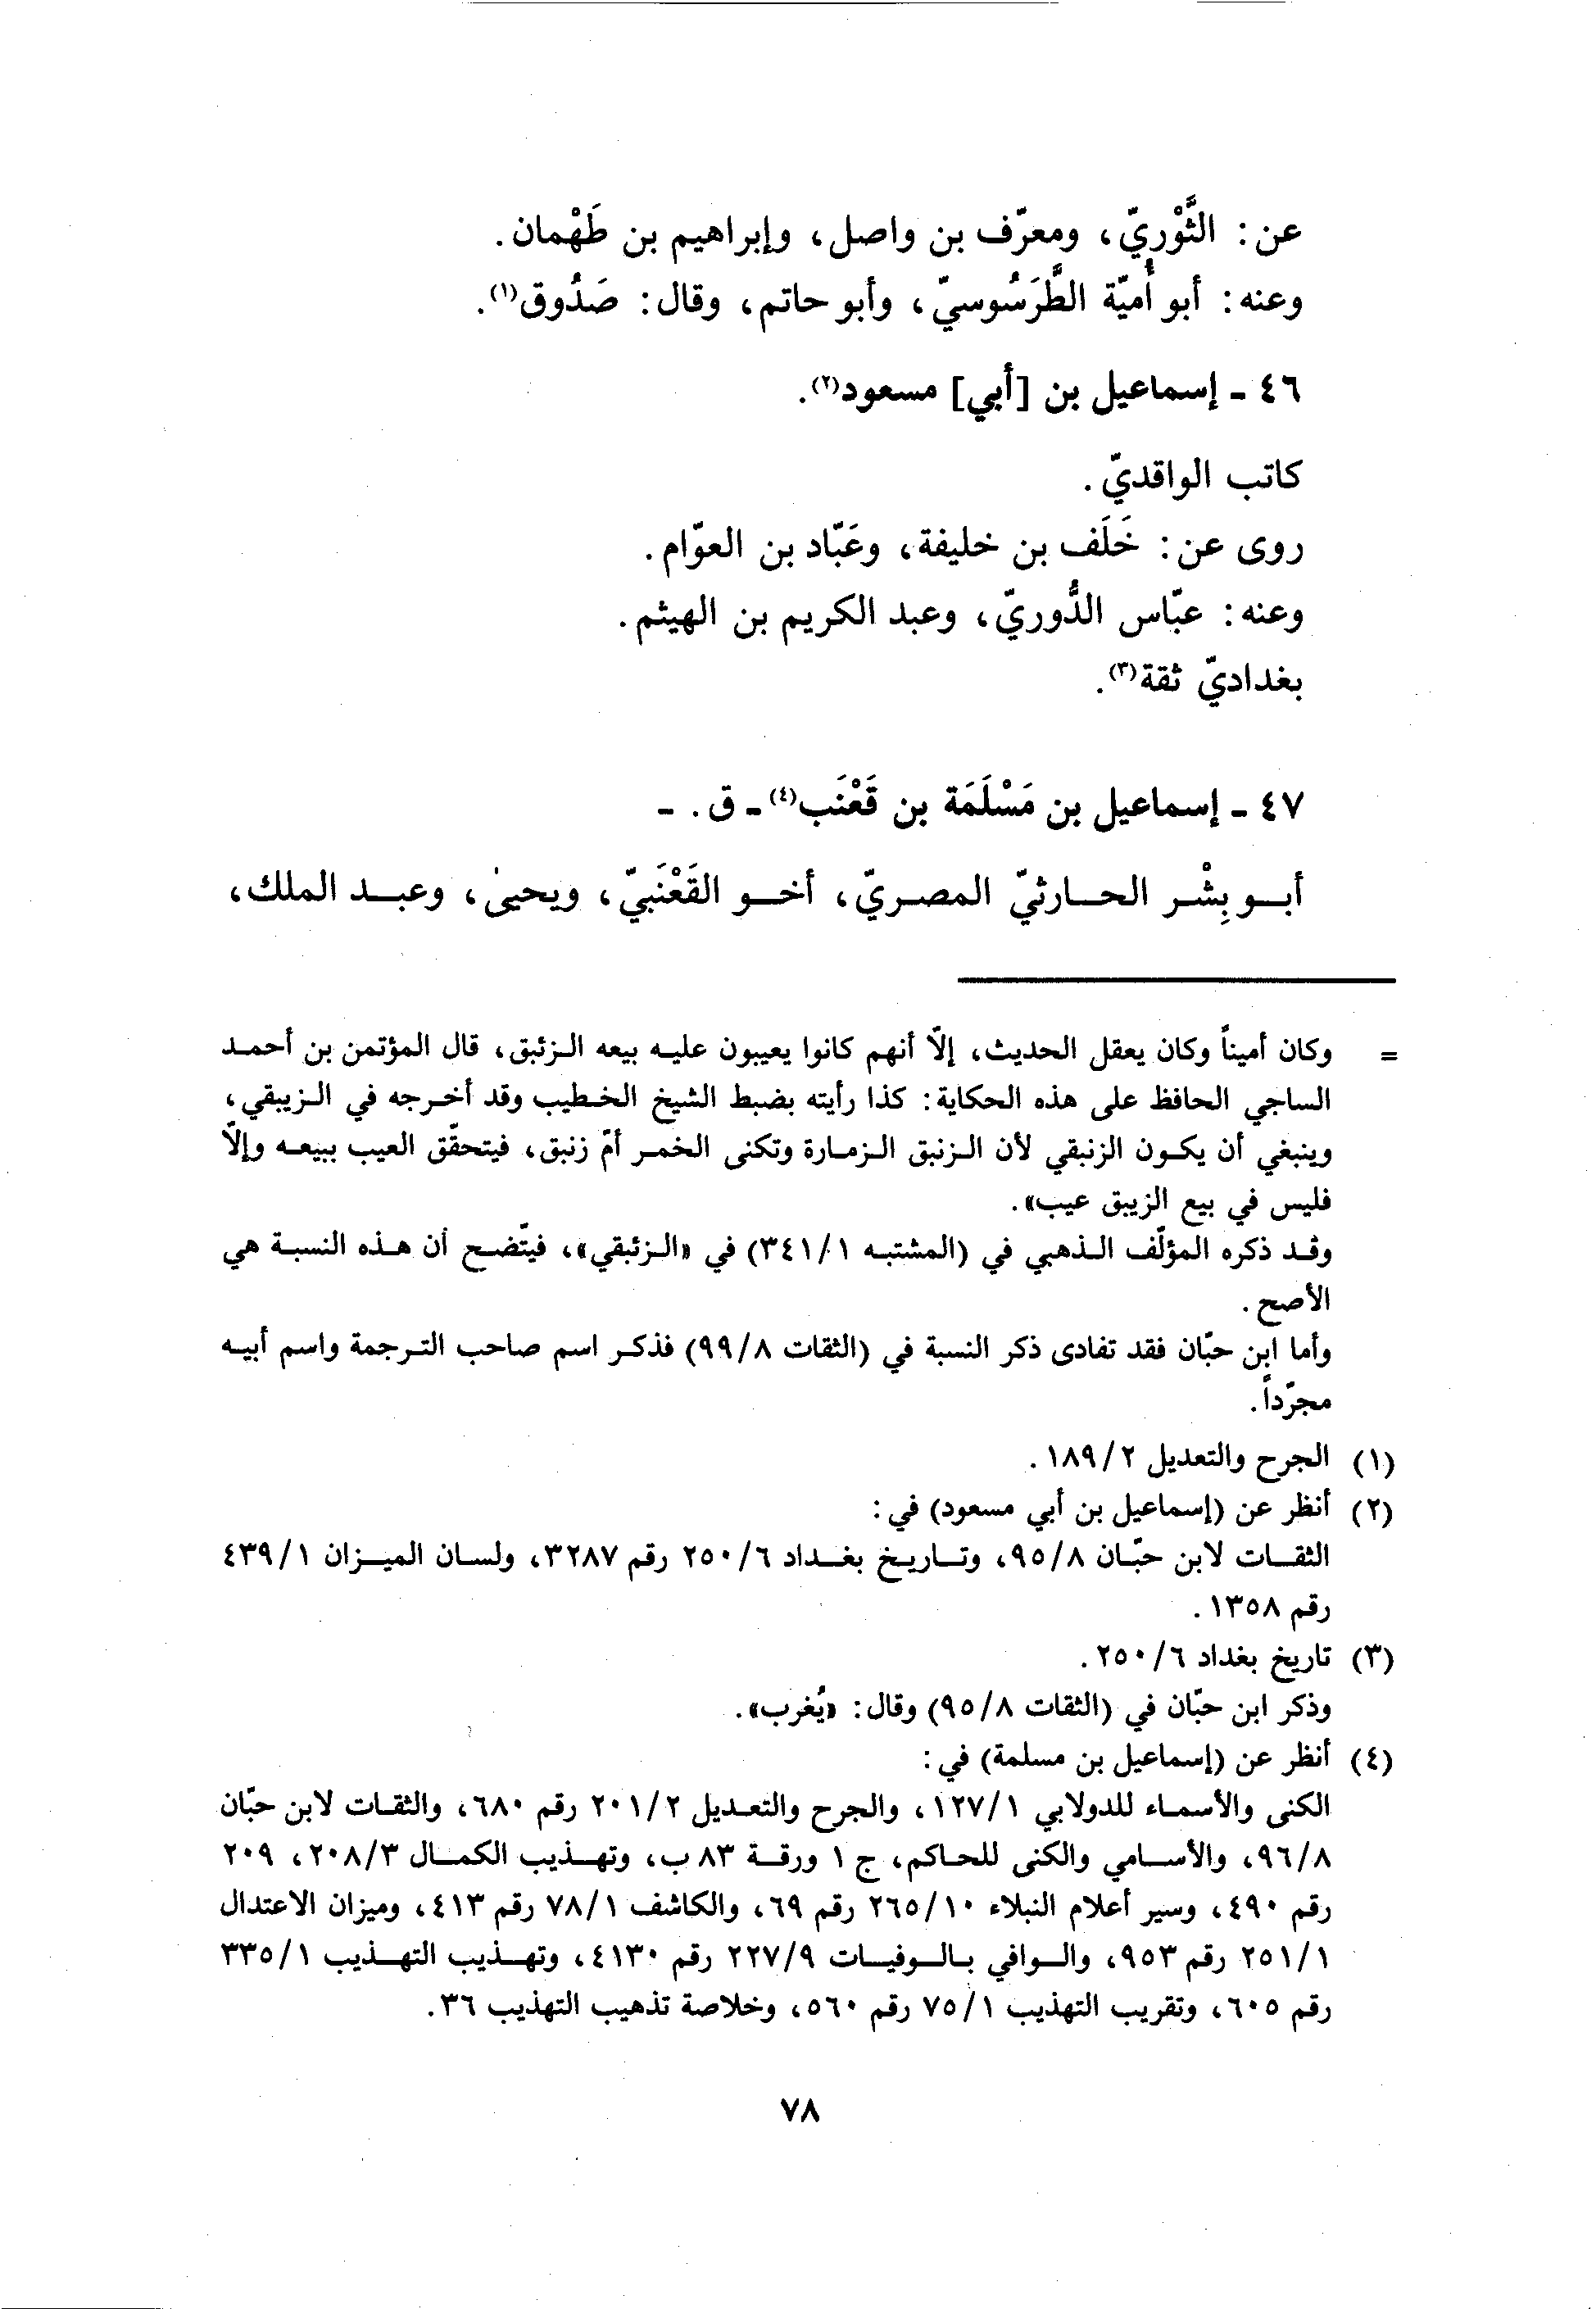 عن: الثَّوْريّ، ومعرّف بن واصل، وإبراهيم بن طَهْمان.
وعنه: أبو أُميّة الطَّرَسُوسيّ، وأبو حاتم، وقال: صَدُوق(١).
٤٦ - إسماعيل بن [أبي] مسعود(٢).
كاتب الواقديّ.
روى عن: خَلَف بن خليفة، وعَبّاد بن العوّام.
وعنه: عبّاس الدُّوريّ، وعبد الكريم بن الهيثم.
بغداديّ ثقة(٣).
٤٧ - إسماعيل بن مَسْلَمَة بن قَعْنَب(٤) - ق. -
أبو بِشْر الحارثيّ المصريّ، أخو القَعْنَبيّ، ويحيىٰ، وعبد الملك،
= وكان أميناً وكان يعقل الحديث، إلّا أنهم كانوا يعيبون عليه بيعه الزئبق، قال المؤتمن بن أحمد
الساجي الحافظ على هذه الحكاية: كذا رأيته بضبط الشيخ الخطيب وقد أخرجه في الزيبقي،
وينبغي أن يكون الزنبقي لأن الزنبق الزمارة وتكنى الخمر أمّ زنبق، فيتحقّق العيب ببيعه وإلّا
فليس في بيع الزيبق عيب».
وقد ذكره المؤلّف الذهبي في (المشتبه ٣٤١/١) في «الزئبقي»، فيتّضح أن هذه النسبة هي
الأصح.
وأما ابن حبّان فقد تفادى ذكر النسبة في (الثقات ٩٩/٨) فذكر اسم صاحب الترجمة واسم أبيه
مجرّداً.
(١) الجرح والتعديل ١٨٩/٢.
(٢) أنظر عن (إسماعيل بن أبي مسعود) في:
الثقات لابن حبّان ٩٥/٨، وتاريخ بغداد ٢٥٠/٦ رقم ٣٢٨٧، ولسان الميزان ٤٣٩/١
رقم ١٣٥٨.
(٣) تاريخ بغداد ٢٥٠/٦.
وذكر ابن حبّان في (الثقات ٩٥/٨) وقال: «يُغرب».
(٤) أنظر عن (إسماعيل بن مسلمة) في:
الكنى والأسماء للدولابي ١٢٧/١، والجرح والتعديل ٢٠١/٢ رقم ٦٨٠، والثقات لابن حبّان
٩٦/٨، والأسامي والكنى للحاكم، ج ١ ورقة ٨٣ ب، وتهذيب الكمال ٢٠٨/٣، ٢٠٩
رقم ٤٩٠، وسير أعلام النبلاء ٢٦٥/١٠ رقم ٦٩، والكاشف ٧٨/١ رقم ٤١٣، وميزان الاعتدال
٢٥١/١ رقم ٩٥٣، والوافي بالوفيات ٢٢٧/٩ رقم ٤١٣٠، وتهذيب التهذيب ٣٣٥/١
رقم ٦٠٥، وتقريب التهذيب ٧٥/١ رقم ٥٦٠، وخلاصة تذهيب التهذيب ٣٦.
٧٨